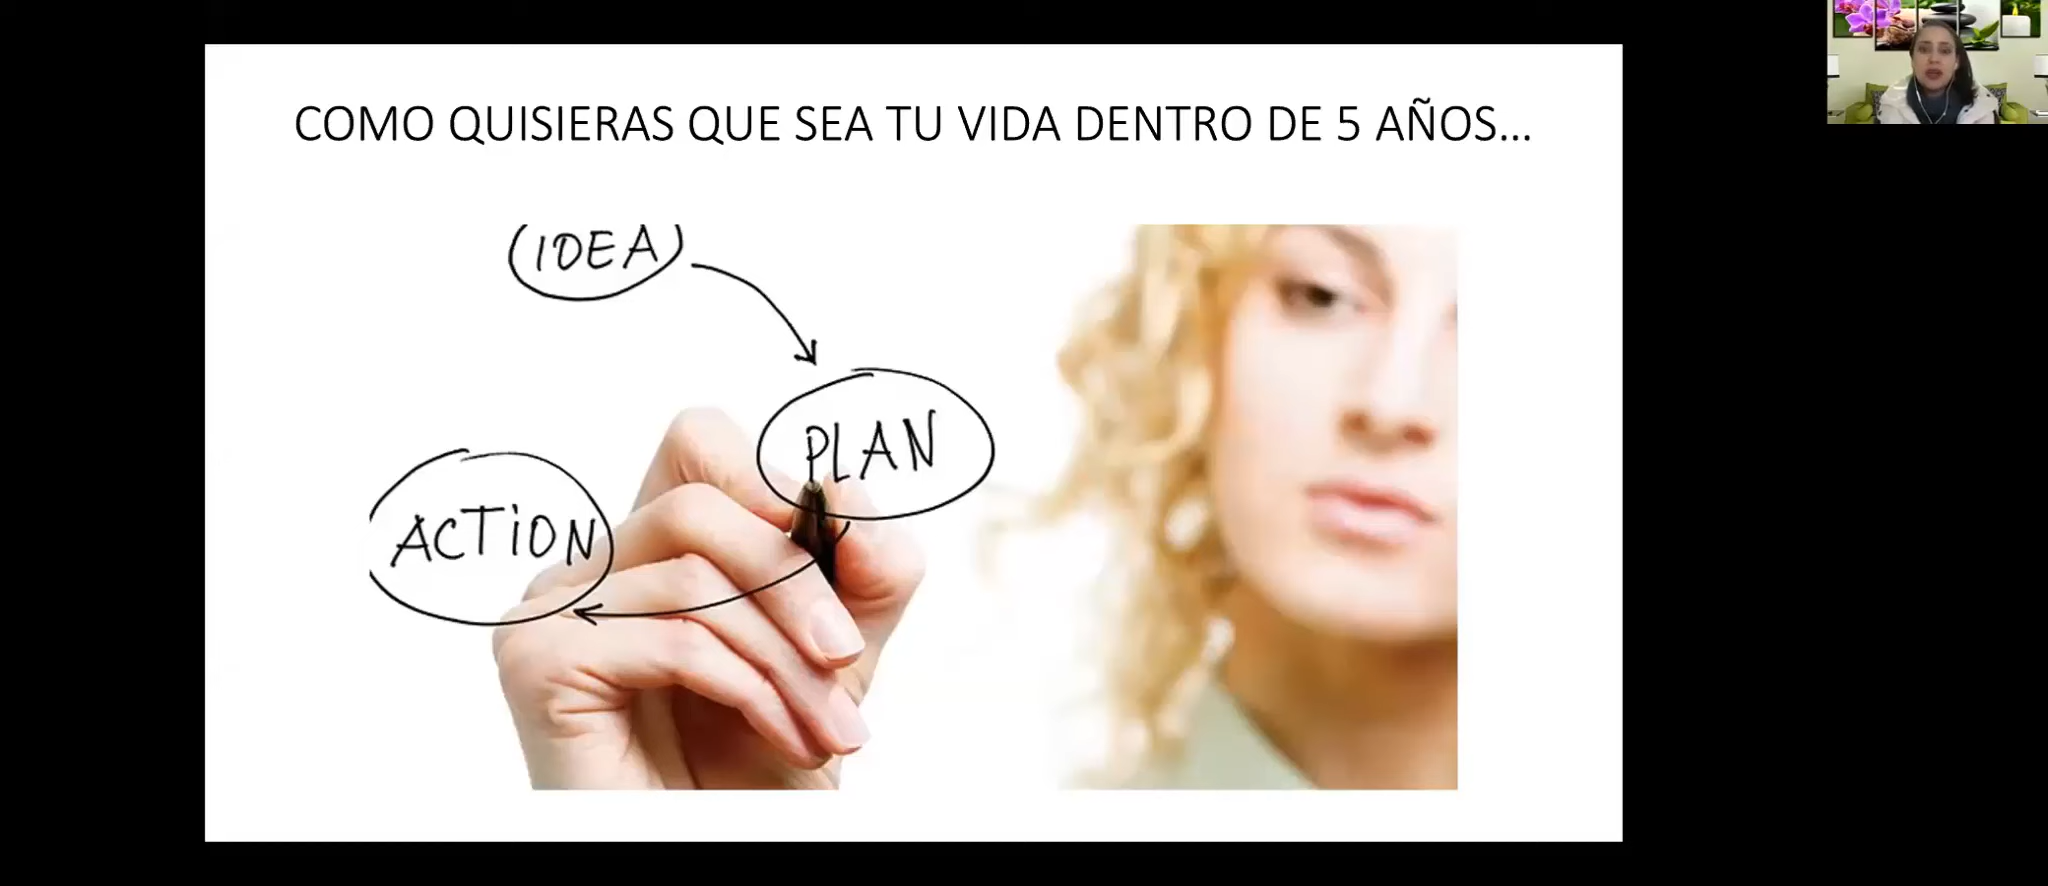 COMO QUISIERAS QUE SEA TU VIDA DENTRO DE 5 AÑOS...
IDEA
PLAN
ACTION